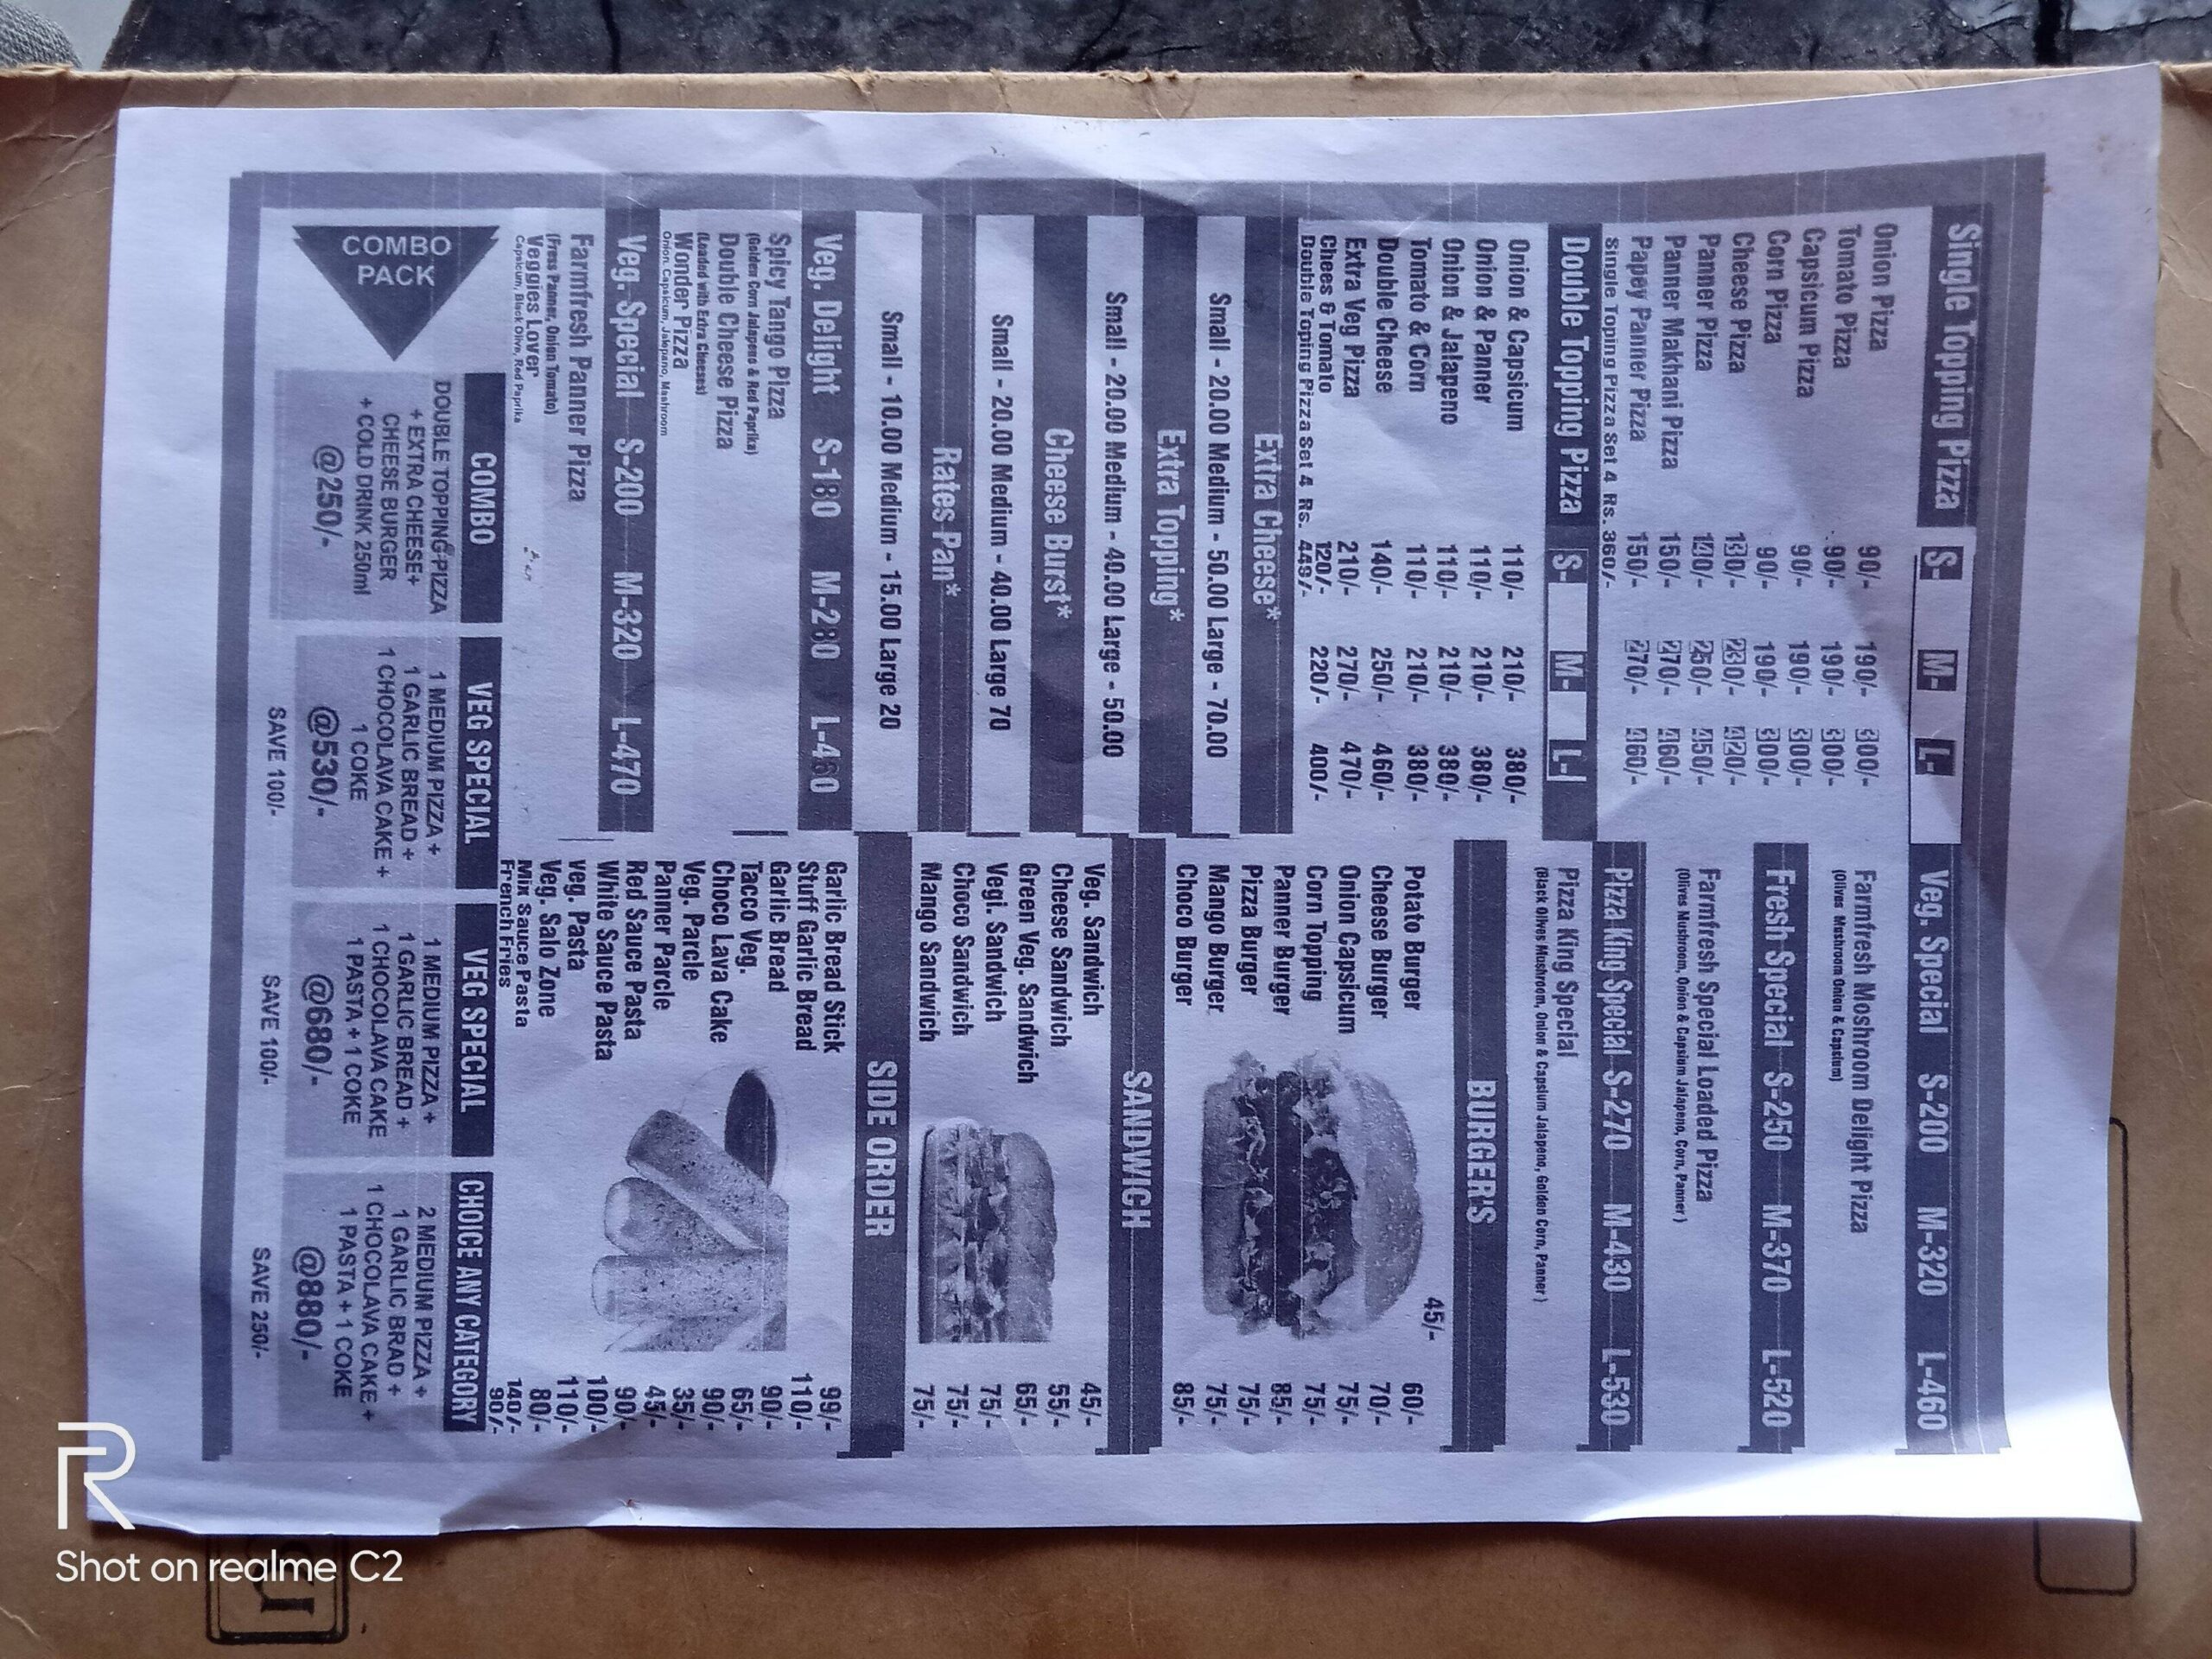 Single Topping Pizza S- M- L-
Onion Pizza 90/- 190/- 300/-
Tomato Pizza 90/- 190/- 300/-
Capsicum Pizza 90/- 190/- 300/-
Corn Pizza 90/- 190/- 300/-
Cheese Pizza 130/- 230/- 420/-
Panner Pizza 140/- 250/- 450/-
Panner Makhani Pizza 150/- 270/- 460/-
Papey Panner Pizza 150/- 270/- 460/-
Single Toping Pizza Set 4 Rs. 360/-
Double Topping Pizza S- M- L-
Onion & Capsicum 110/- 210/- 380/-
Onion & Panner 110/- 210/- 380/-
Onion & Jalapeno 110/- 210/- 380/-
Tomato & Corn 110/- 210/- 380/-
Double Cheese 140/- 250/- 460/-
Extra Veg Pizza 210/- 270/- 470/-
Chees & Tomato 120/- 220/- 400/-
Double Toping Pizza Set 4 Rs. 449/-
Extra Cheese*
Small - 20.00 Medium - 50.00 Large - 70.00
Extra Topping*
Small - 20.00 Medium - 40.00 Large - 50.00
Cheese Burst*
Small - 20.00 Medium - 40.00 Large 70
Rates Pan*
Small - 10.00 Medium - 15.00 Large 20
Veg. Delight S-180 M-280 L-460
Spicy Tango Pizza
(Golden Corn Jalapeno & Red Paprika)
Double Cheese Pizza
(Loaded with Extra Cheeses)
Wonder Pizza
Onion, Capsicum, Jalapano, Mashroom
Veg. Special S-200 M-320 L-470
Farmfresh Panner Pizza
(Fress Panner, Onion Tomato)
Veggies Lover
Capsicum, Black Olive, Red Paprika
Veg. Special S-200 M-320 L-460
Farmfresh Moshroom Delight Pizza
(Olives Mushroom Onion & Capsium)
Fresh Special S-250 M-370 L-520
Farmfresh Special Loaded Pizza
(Olives Mushroom, Onion & Capsium Jalapeno, Corn, Panner)
Pizza King Special S-270 M-430 L-530
Pizza King Special
(Black Olives Mushroom, Onion & Capsium Jalapeno, Golden Corn, Panner)
BURGER'S
45/-
Potato Burger 60/-
Cheese Burger 70/-
Onion Capsicum 75/-
Corn Topping 75/-
Panner Burger 85/-
Pizza Burger 75/-
Mango Burger 75/-
Choco Burger 85/-
SANDWICH
Veg. Sandwich 45/-
Cheese Sandwich 55/-
Green Veg. Sandwich 65/-
Vegi. Sandwich 75/-
Choco Sandwich 75/-
Mango Sandwich 75/-
SIDE ORDER
Garlic Bread Stick 99/-
Stuff Garlic Bread 110/-
Garlic Bread 90/-
Tacco Veg. 65/-
Choco Lava Cake 90/-
Veg. Parcle 35/-
Panner Parcle 45/-
Red Sauce Pasta 90/-
White Sauce Pasta 100/-
veg. Pasta 110/-
Veg. Salo Zone 80/-
Mix Sauce Pasta 140/-
French Fries 90/-
COMBO
PACK
COMBO
DOUBLE TOPPING PIZZA
+ EXTRA CHEESE+
CHEESE BURGER
+ COLD DRINK 250ml
@250/-
VEG SPECIAL
1 MEDIUM PIZZA +
1 GARLIC BREAD +
1 CHOCOLAVA CAKE +
1 COKE
@530/-
SAVE 100/-
VEG SPECIAL
1 MEDIUM PIZZA +
1 GARLIC BREAD +
1 CHOCOLAVA CAKE
1 PASTA + 1 COKE
@680/-
SAVE 100/-
CHOICE ANY CATEGORY
2 MEDIUM PIZZA +
1 GARLIC BRAD +
1 CHOCOLAVA CAKE +
1 PASTA + 1 COKE
@880/-
SAVE 250/-
R
Shot on realme C2